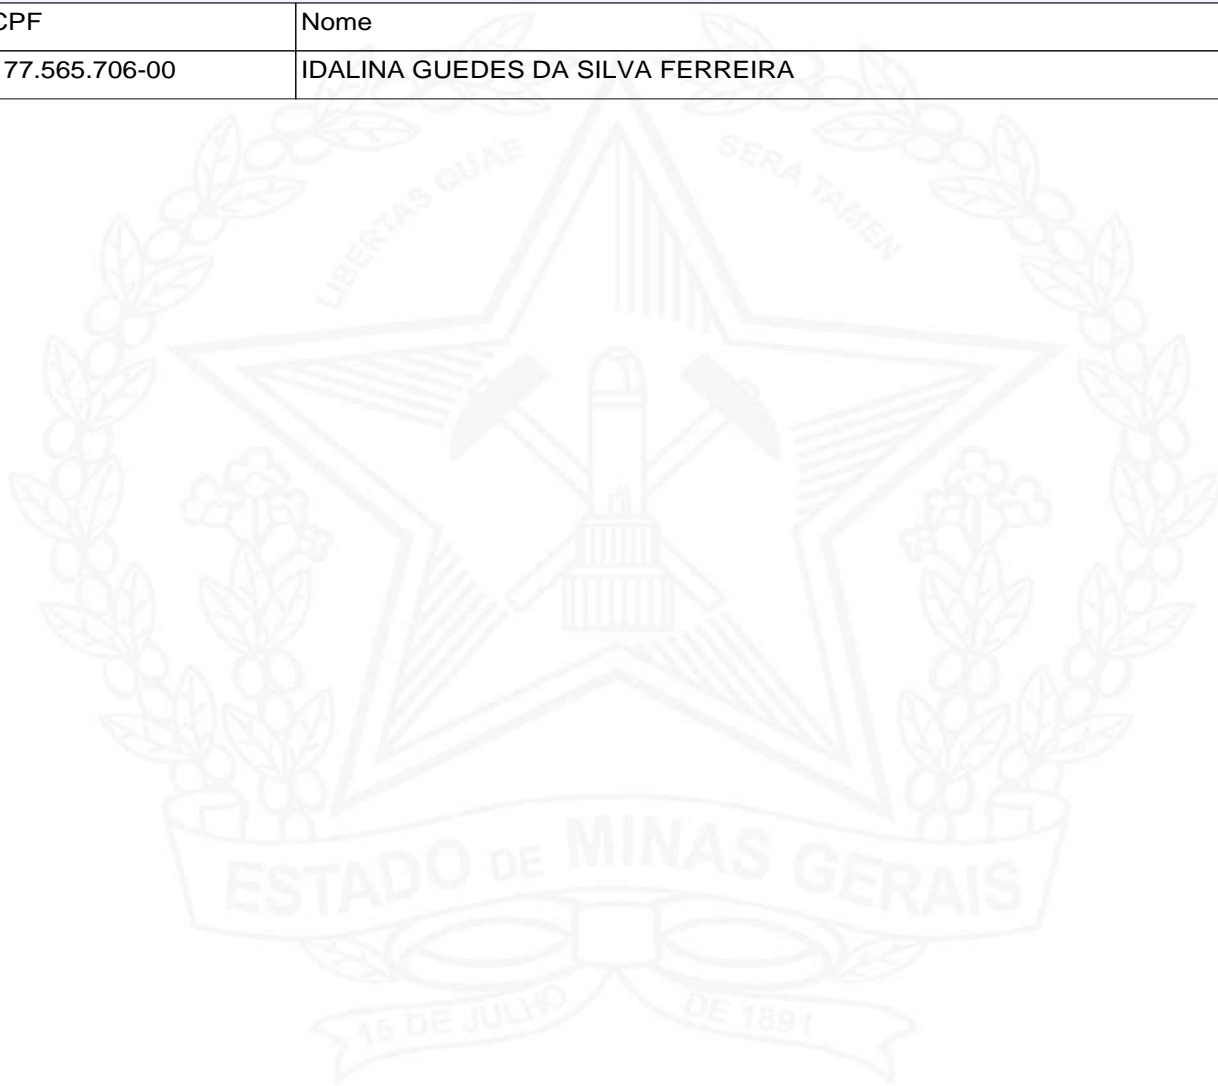 CPF Nome
77.565.706-00 IDALINA GUEDES DA SILVA FERREIRA
LIBERTAS QUAE SERA TAMEN
ESTADO DE MINAS GERAIS
15 DE JULHO DE 1891